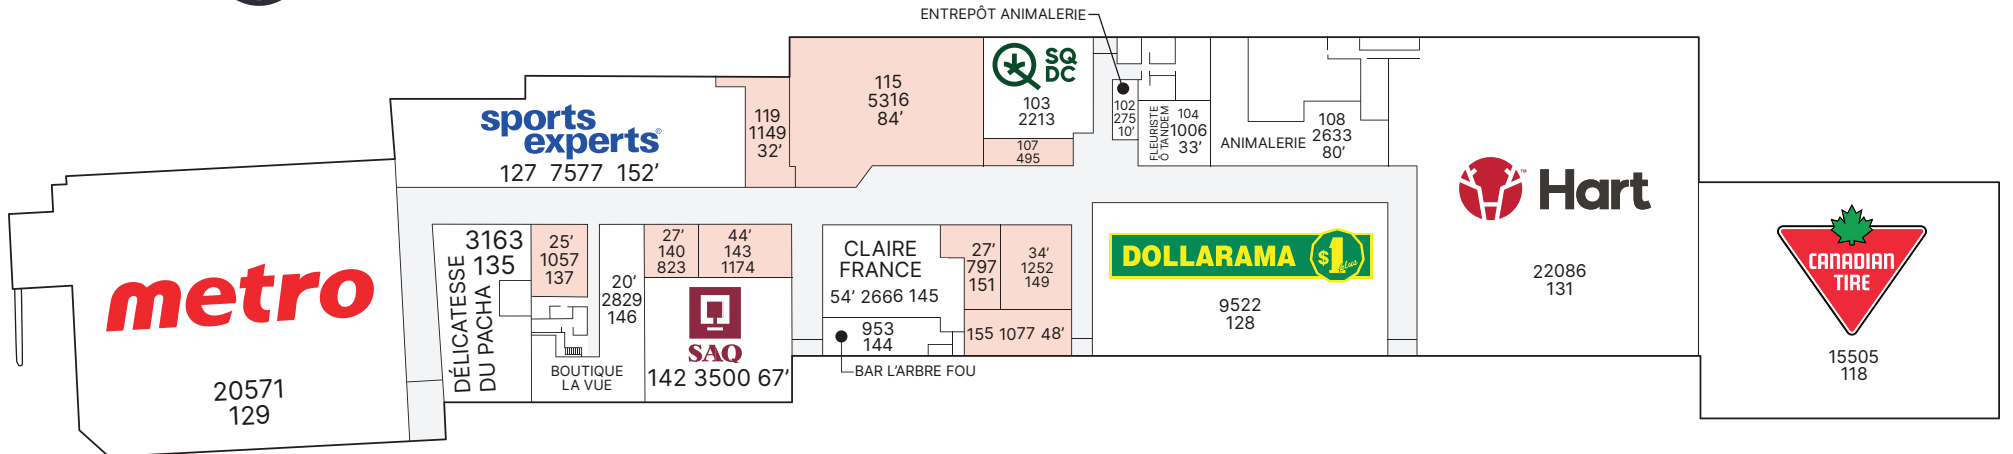 ENTREPÔT ANIMALERIE
metro
20571
129
sports
experts
127 7577 152'
119
1149
32'
115
5316
84'
SQ
DC
103
2213
107
495
102
275
10'
FLEURISTE
Ô TANDEM
104
1006
33'
ANIMALERIE
108
2633
80'
Hart
22086
131
CANADIAN
TIRE
15505
118
DÉLICATESSE
DU PACHA
3163
135
25'
1057
137
BOUTIQUE
LA VUE
20'
2829
146
27'
140
823
44'
143
1174
SAQ
142 3500 67'
CLAIRE
FRANCE
54' 2666 145
953
144
BAR L'ARBRE FOU
27'
797
151
34'
1252
149
155 1077 48'
DOLLARAMA $1 plus
9522
128